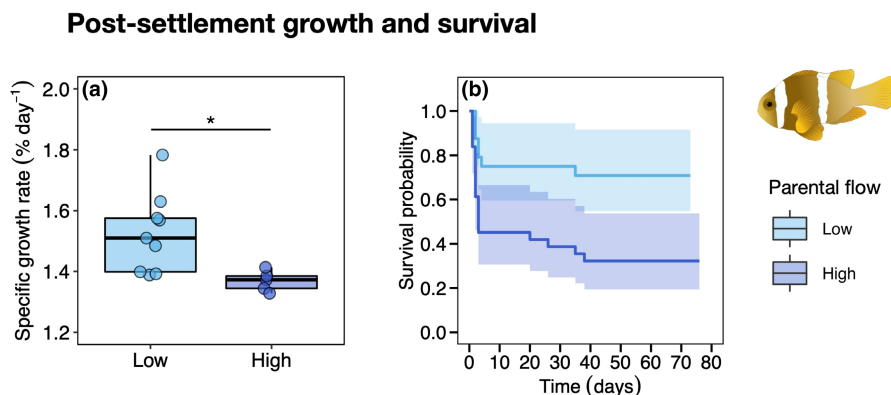 Post-settlement growth and survival
(a)
Specific growth rate (% day⁻¹)
2.0
1.8
1.6
1.4
1.2
*
Low
High
(b)
Survival probability
1.0
0.8
0.6
0.4
0.2
0.0
0 10 20 30 40 50 60 70 80
Time (days)
Parental flow
Low
High